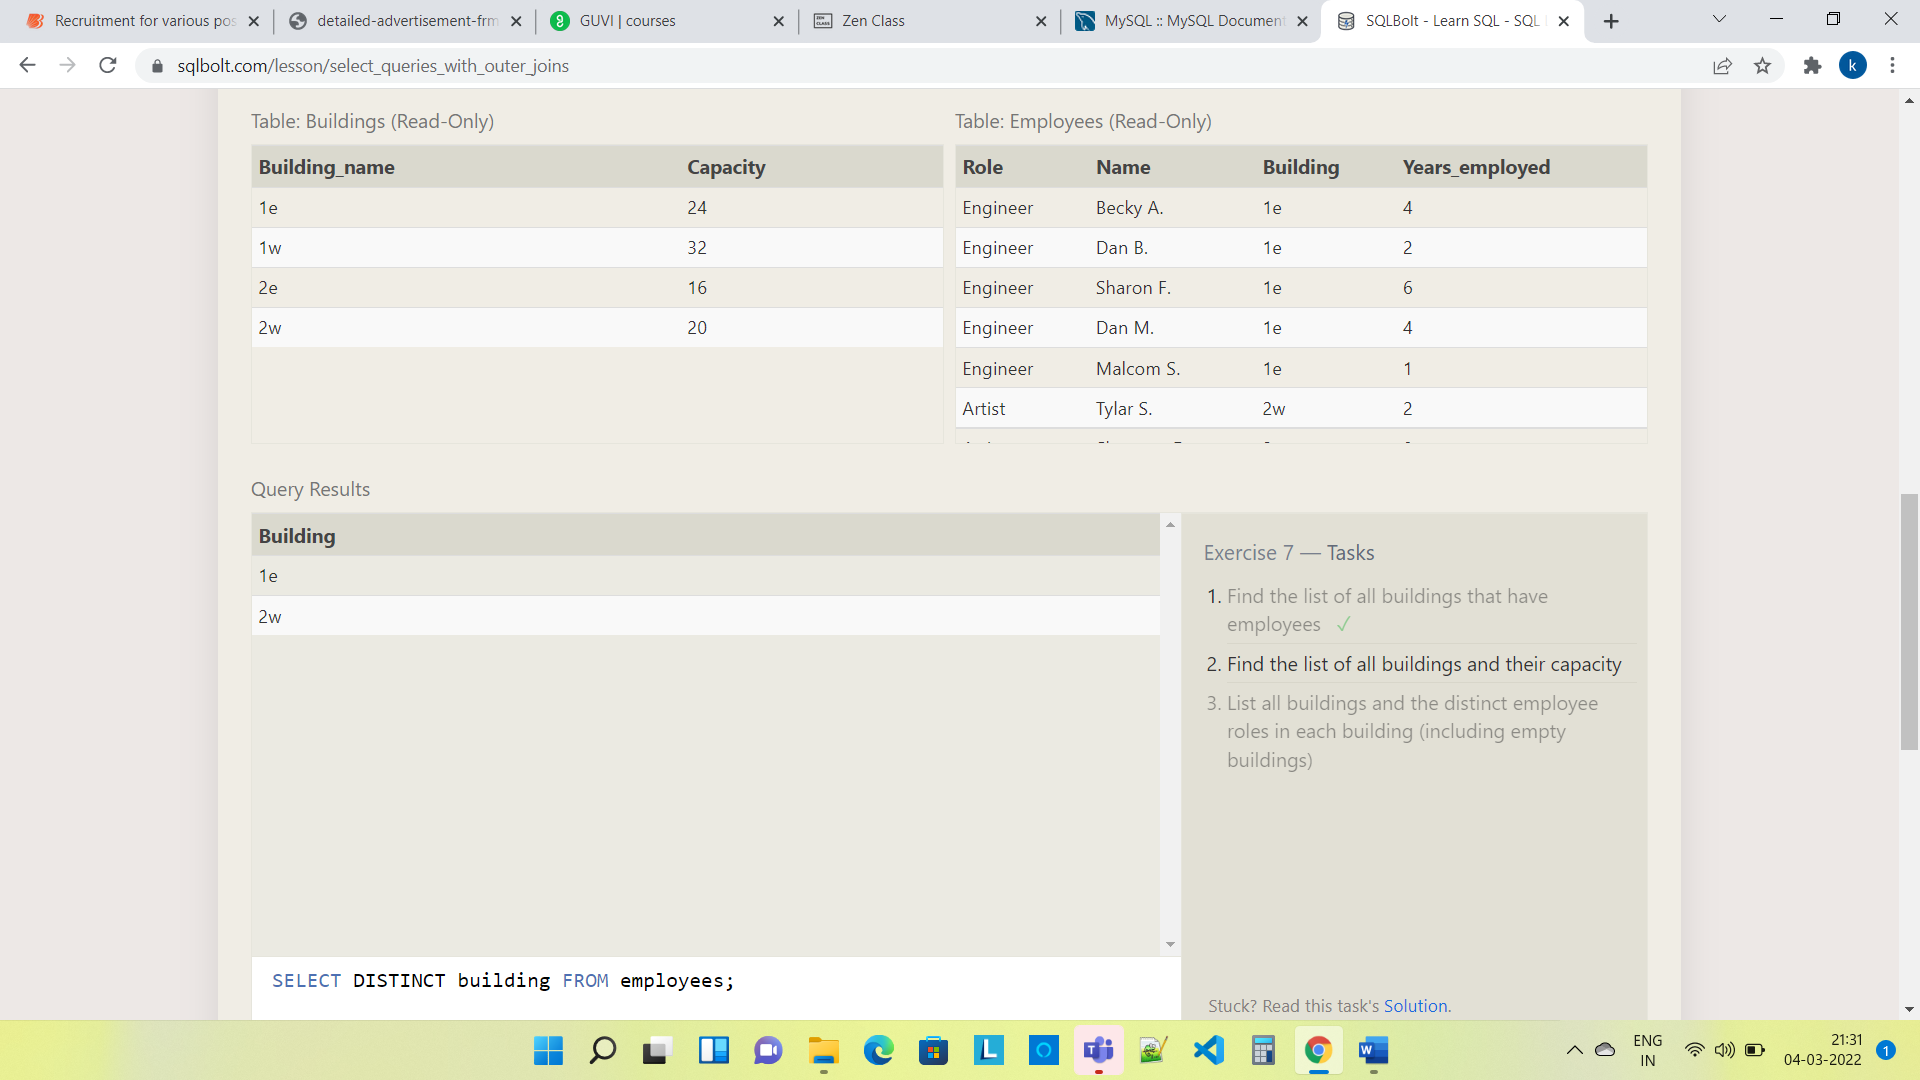 Recruitment for various pos
detailed-advertisement-frm
GUVI | courses
Zen Class
MySQL :: MySQL Document
SQLBolt - Learn SQL - SQL
sqlbolt.com/lesson/select_queries_with_outer_joins
k
Table: Buildings (Read-Only)
Building_name Capacity
1e 24
1w 32
2e 16
2w 20
Table: Employees (Read-Only)
Role Name Building Years_employed
Engineer Becky A. 1e 4
Engineer Dan B. 1e 2
Engineer Sharon F. 1e 6
Engineer Dan M. 1e 4
Engineer Malcom S. 1e 1
Artist Tylar S. 2w 2
Query Results
Building
1e
2w
Exercise 7 — Tasks
1. Find the list of all buildings that have
employees ✓
2. Find the list of all buildings and their capacity
3. List all buildings and the distinct employee
roles in each building (including empty
buildings)
SELECT DISTINCT building FROM employees;
Stuck? Read this task's Solution.
ENG
IN
21:31
04-03-2022
1